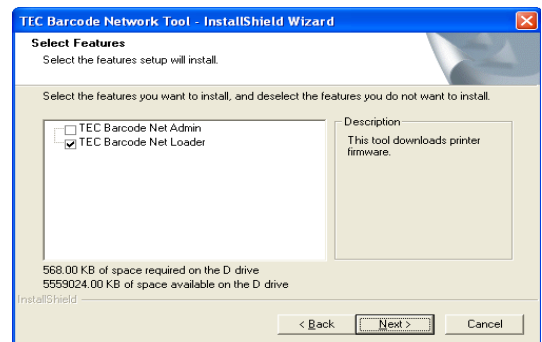 TEC Barcode Network Tool - InstallShield Wizard
Select Features
Select the features setup will install.
Select the features you want to install, and deselect the features you do not want to install.
TEC Barcode Net Admin
TEC Barcode Net Loader
Description
This tool downloads printer
firmware.
568.00 KB of space required on the D drive
5559024.00 KB of space available on the D drive
InstallShield
< Back
Next >
Cancel